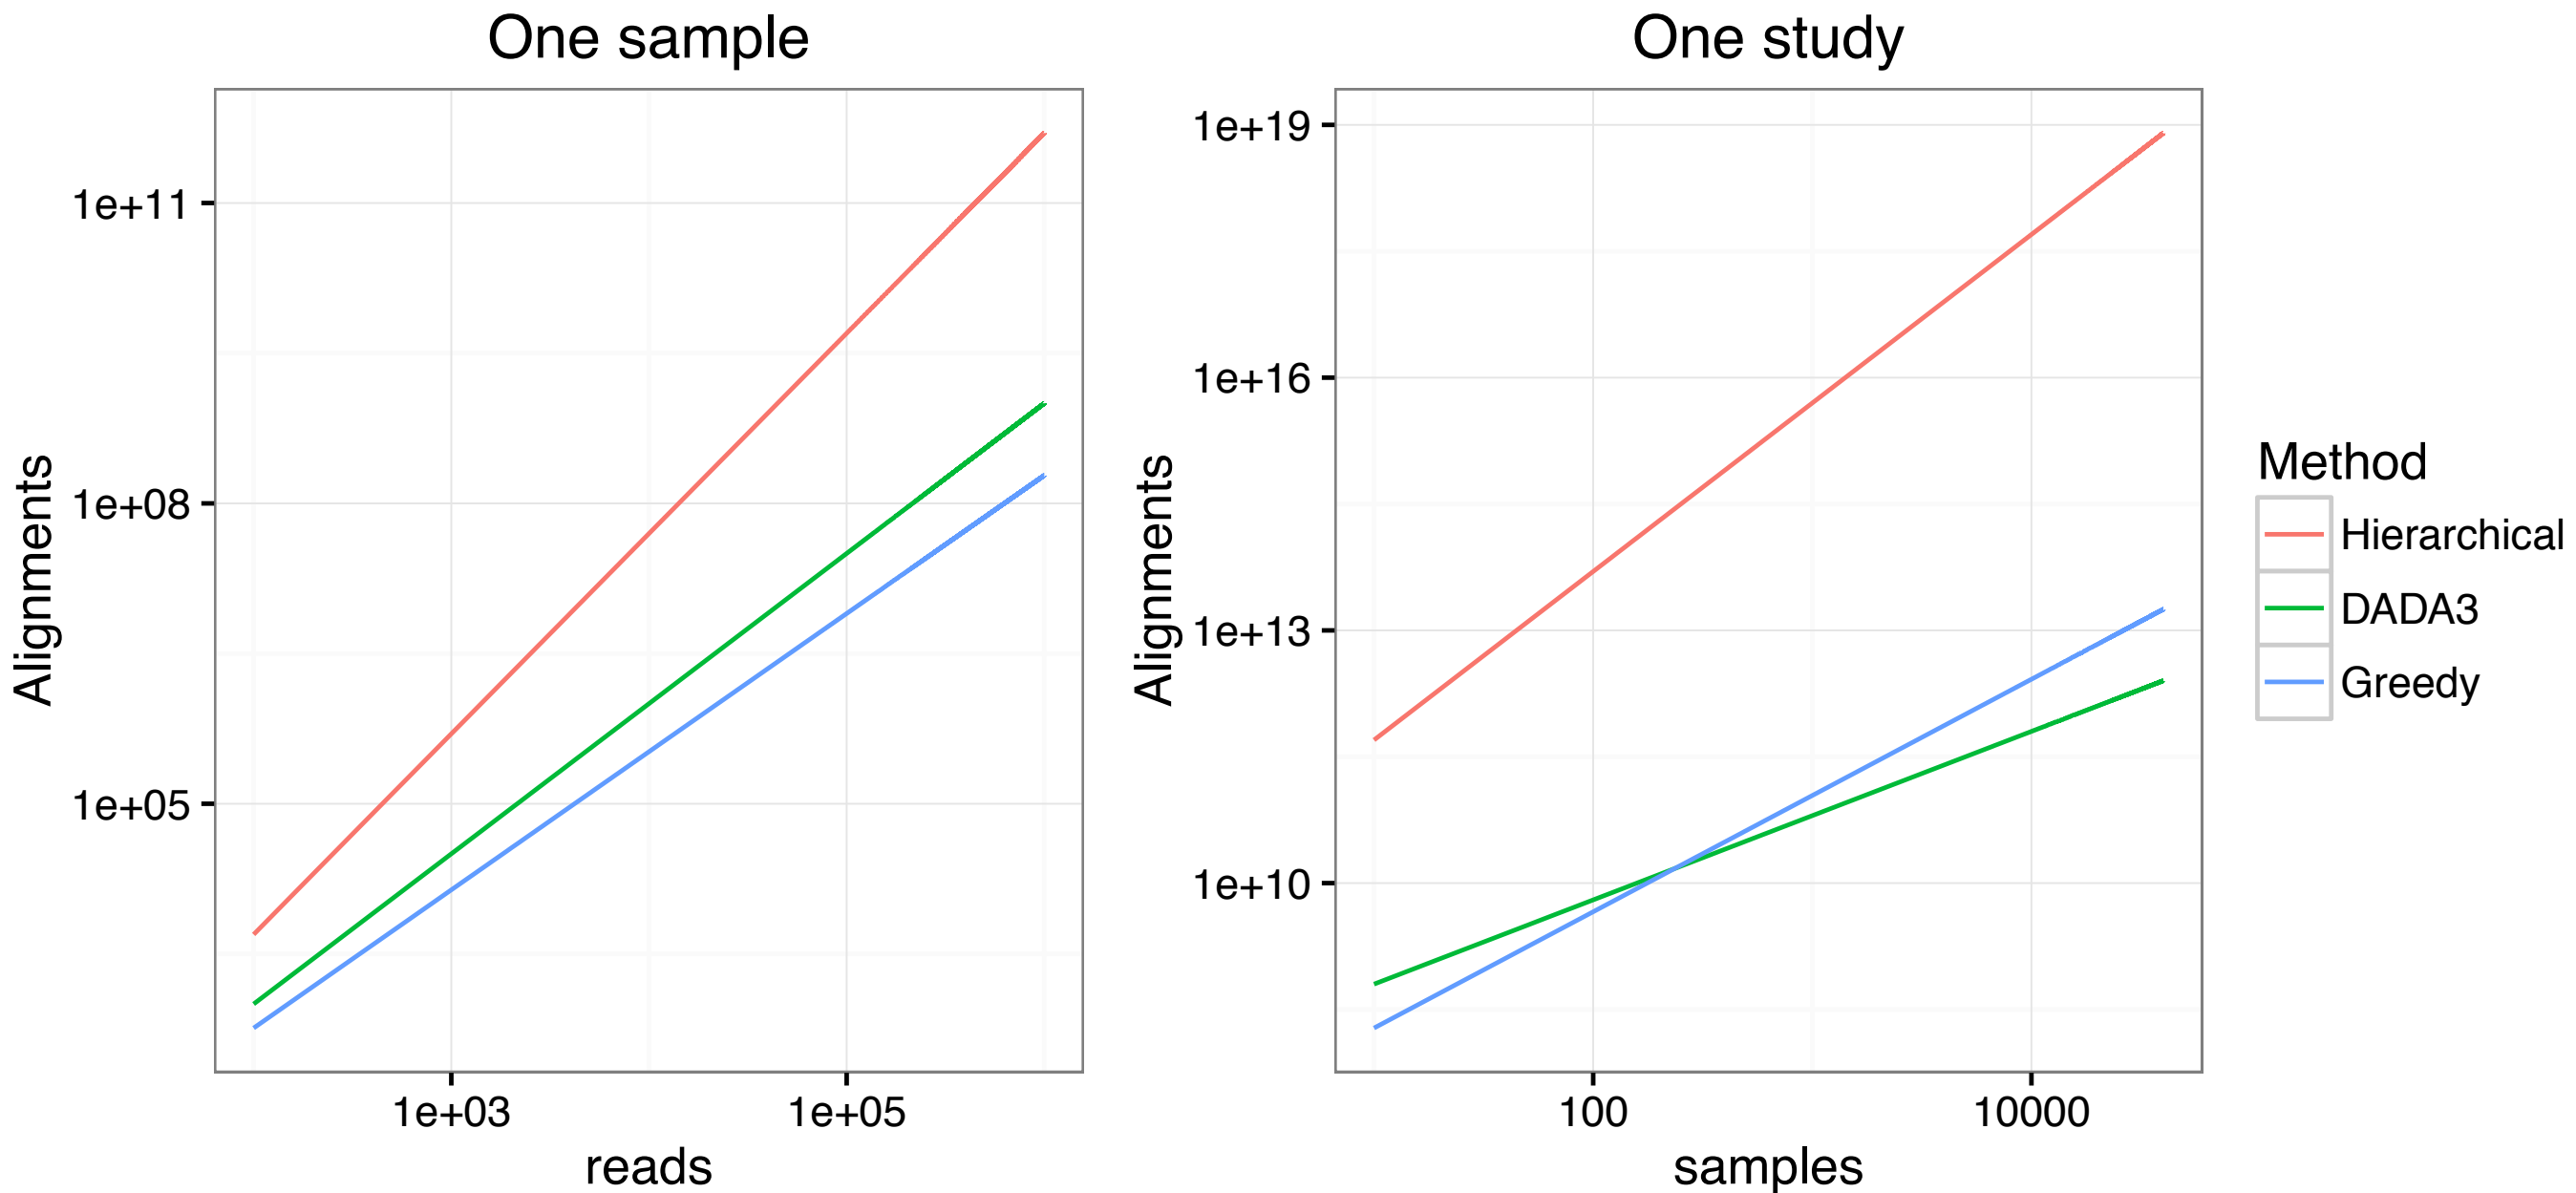 One sample
1e+11
1e+08
1e+05
Alignments
1e+03 1e+05
reads
One study
1e+19
1e+16
1e+13
1e+10
Alignments
100 10000
samples
Method
Hierarchical
DADA3
Greedy